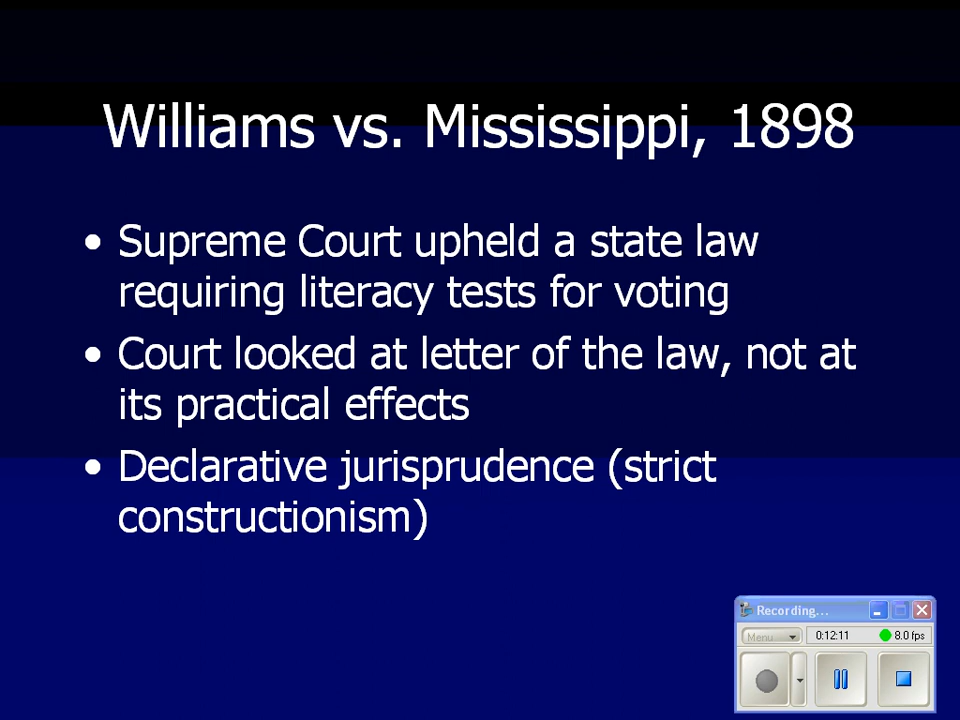 Williams vs. Mississippi, 1898
• Supreme Court upheld a state law
requiring literacy tests for voting
• Court looked at letter of the law, not at
its practical effects
• Declarative jurisprudence (strict
constructionism)
Recording...
Menu 0:12:11 8.0 fps